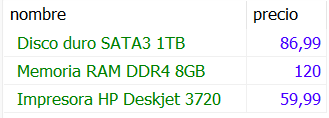 nombre precio
Disco duro SATA3 1TB 86,99
Memoria RAM DDR4 8GB 120
Impresora HP Deskjet 3720 59,99